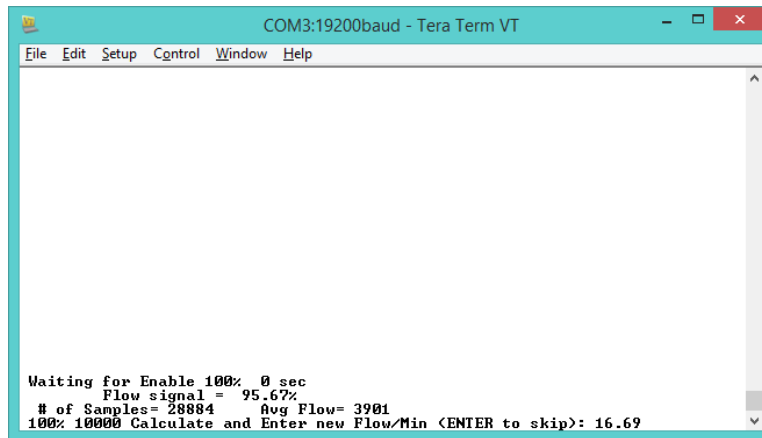 COM3:19200baud - Tera Term VT
File Edit Setup Control Window Help
Waiting for Enable 100% 0 sec
Flow signal = 95.67%
# of Samples= 28884 Avg Flow= 3901
100% 10000 Calculate and Enter new Flow/Min (ENTER to skip): 16.69